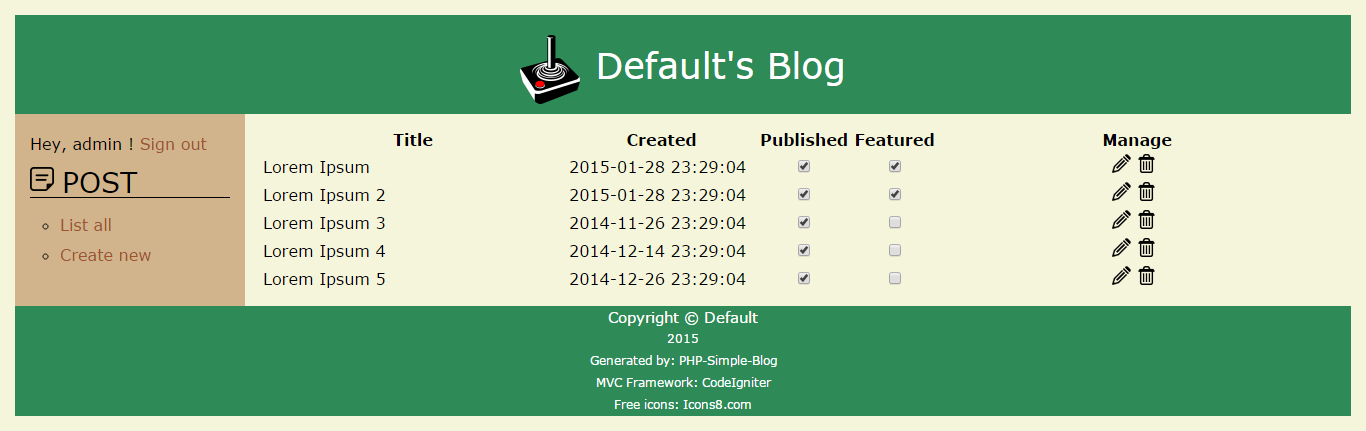 Default's Blog
Hey, admin ! Sign out
POST
List all
Create new
Title Created Published Featured Manage
Lorem Ipsum 2015-01-28 23:29:04
Lorem Ipsum 2 2015-01-28 23:29:04
Lorem Ipsum 3 2014-11-26 23:29:04
Lorem Ipsum 4 2014-12-14 23:29:04
Lorem Ipsum 5 2014-12-26 23:29:04
Copyright © Default
2015
Generated by: PHP-Simple-Blog
MVC Framework: CodeIgniter
Free icons: Icons8.com